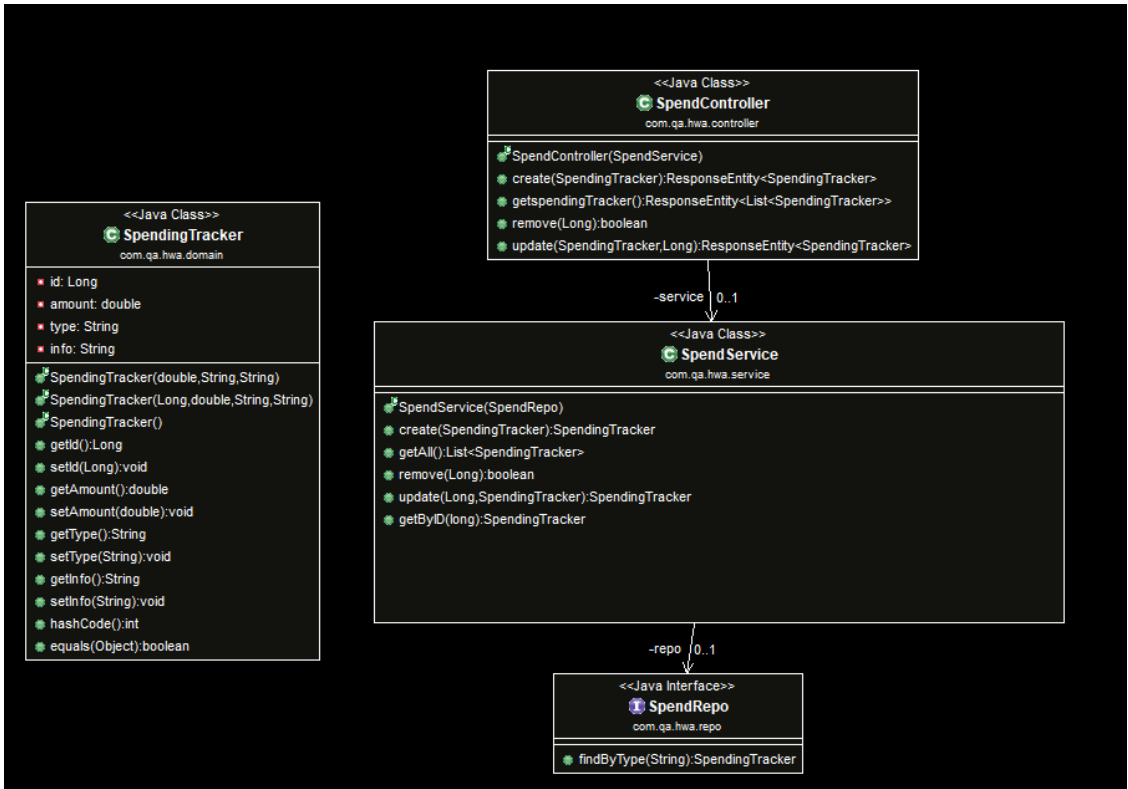 <<Java Class>>
SpendController
com.qa.hwa.controller
SpendController(SpendService)
create(SpendingTracker):ResponseEntity<SpendingTracker>
getspendingTracker():ResponseEntity<List<SpendingTracker>>
remove(Long):boolean
update(SpendingTracker,Long):ResponseEntity<SpendingTracker>
<<Java Class>>
SpendingTracker
com.qa.hwa.domain
id: Long
amount: double
type: String
info: String
SpendingTracker(double,String,String)
SpendingTracker(Long,double,String,String)
SpendingTracker()
getId():Long
setId(Long):void
getAmount():double
setAmount(double):void
getType():String
setType(String):void
getInfo():String
setInfo(String):void
hashCode():int
equals(Object):boolean
-service 0..1
<<Java Class>>
SpendService
com.qa.hwa.service
SpendService(SpendRepo)
create(SpendingTracker):SpendingTracker
getAll():List<SpendingTracker>
remove(Long):boolean
update(Long,SpendingTracker):SpendingTracker
getByID(long):SpendingTracker
-repo 0..1
<<Java Interface>>
SpendRepo
com.qa.hwa.repo
findByType(String):SpendingTracker